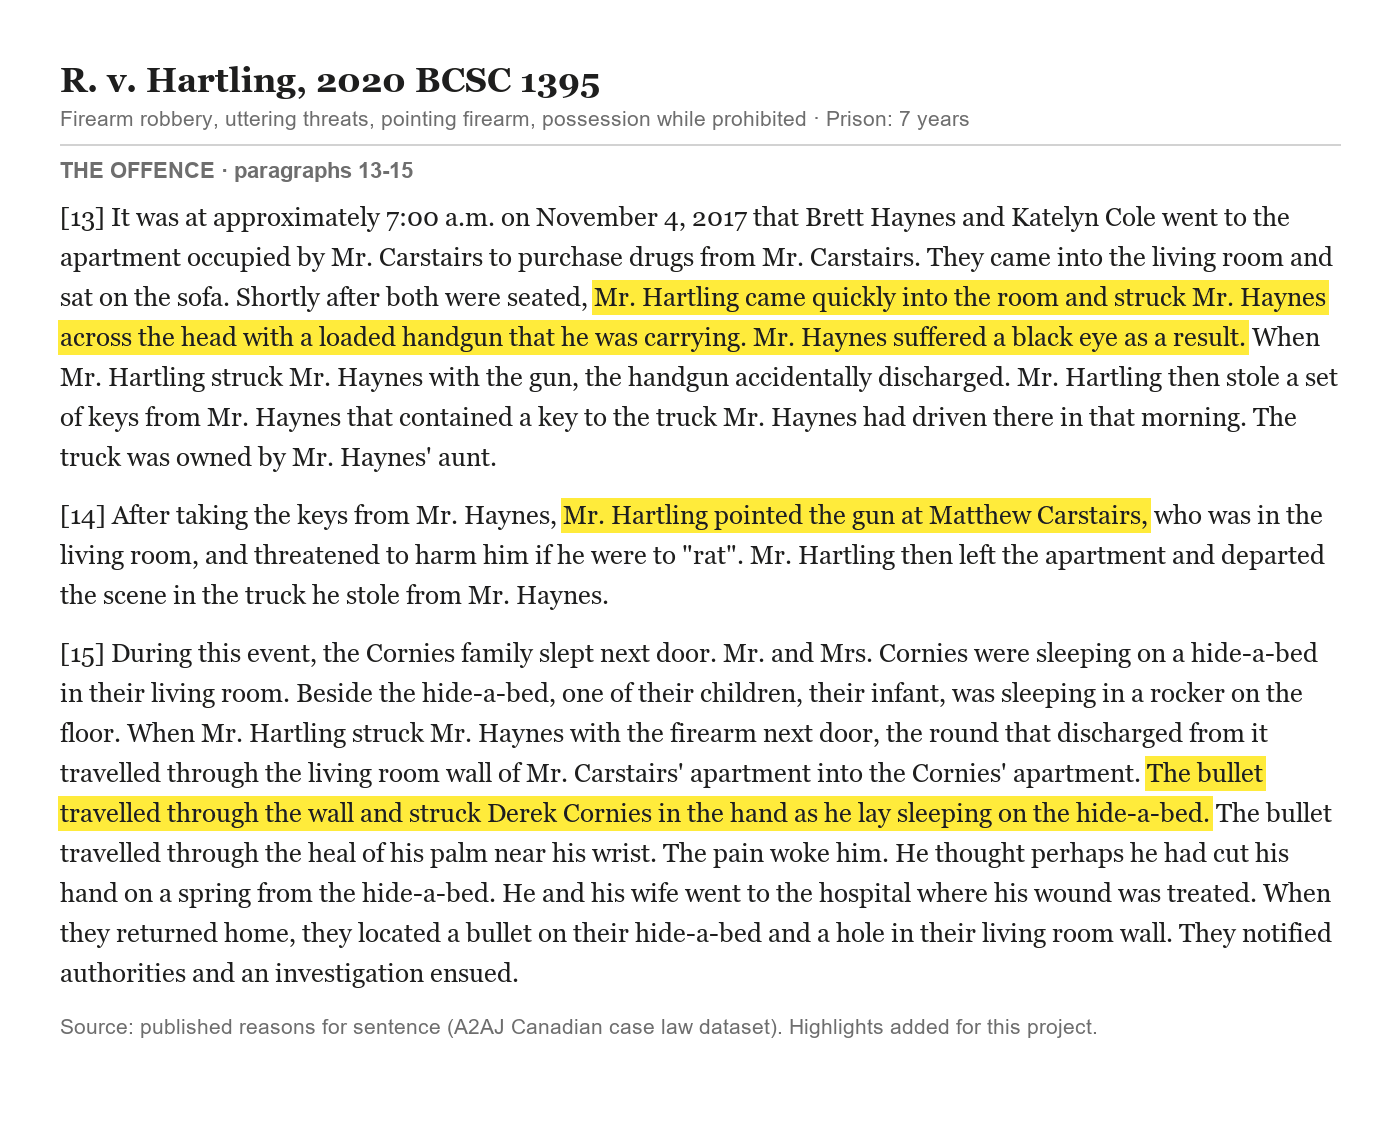 R. v. Hartling, 2020 BCSC 1395
Firearm robbery, uttering threats, pointing firearm, possession while prohibited · Prison: 7 years
THE OFFENCE · paragraphs 13-15
[13] It was at approximately 7:00 a.m. on November 4, 2017 that Brett Haynes and Katelyn Cole went to the
apartment occupied by Mr. Carstairs to purchase drugs from Mr. Carstairs. They came into the living room and
sat on the sofa. Shortly after both were seated, Mr. Hartling came quickly into the room and struck Mr. Haynes
across the head with a loaded handgun that he was carrying. Mr. Haynes suffered a black eye as a result. When
Mr. Hartling struck Mr. Haynes with the gun, the handgun accidentally discharged. Mr. Hartling then stole a set
of keys from Mr. Haynes that contained a key to the truck Mr. Haynes had driven there in that morning. The
truck was owned by Mr. Haynes' aunt.
[14] After taking the keys from Mr. Haynes, Mr. Hartling pointed the gun at Matthew Carstairs, who was in the
living room, and threatened to harm him if he were to "rat". Mr. Hartling then left the apartment and departed
the scene in the truck he stole from Mr. Haynes.
[15] During this event, the Cornies family slept next door. Mr. and Mrs. Cornies were sleeping on a hide-a-bed
in their living room. Beside the hide-a-bed, one of their children, their infant, was sleeping in a rocker on the
floor. When Mr. Hartling struck Mr. Haynes with the firearm next door, the round that discharged from it
travelled through the living room wall of Mr. Carstairs' apartment into the Cornies' apartment. The bullet
travelled through the wall and struck Derek Cornies in the hand as he lay sleeping on the hide-a-bed. The bullet
travelled through the heal of his palm near his wrist. The pain woke him. He thought perhaps he had cut his
hand on a spring from the hide-a-bed. He and his wife went to the hospital where his wound was treated. When
they returned home, they located a bullet on their hide-a-bed and a hole in their living room wall. They notified
authorities and an investigation ensued.
Source: published reasons for sentence (A2AJ Canadian case law dataset). Highlights added for this project.